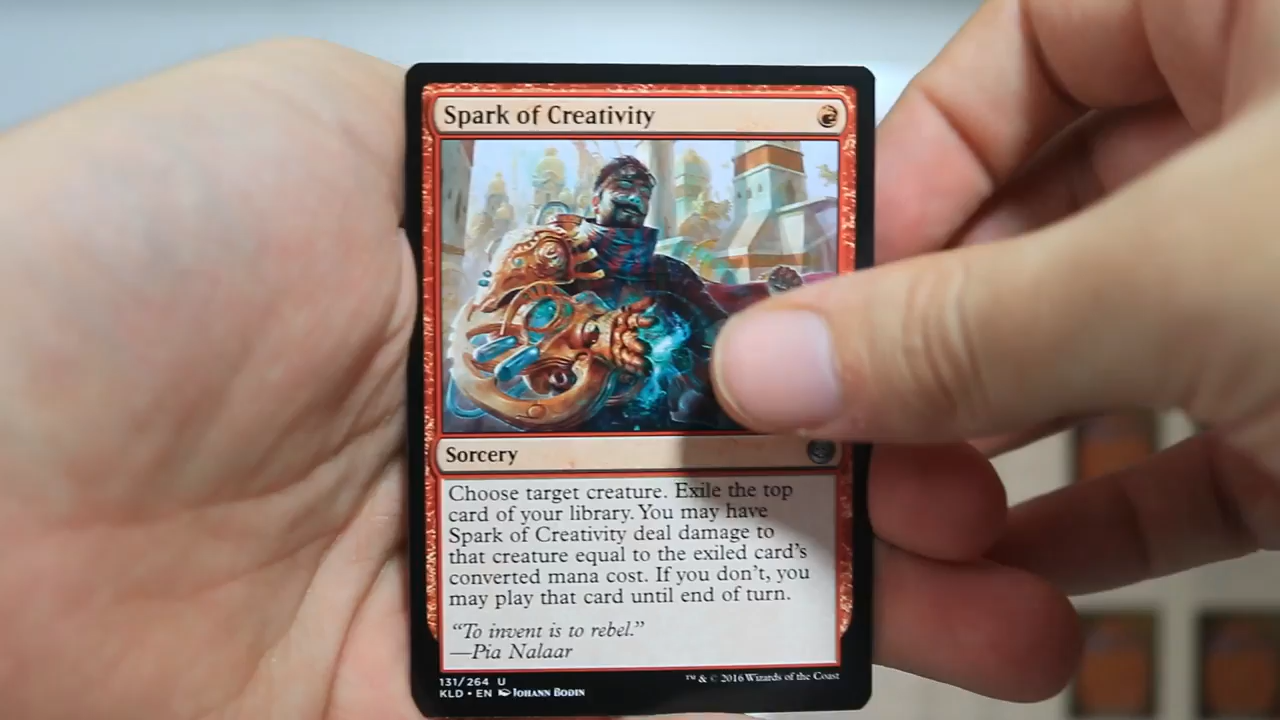 Spark of Creativity
Sorcery
Choose target creature. Exile the top
card of your library. You may have
Spark of Creativity deal damage to
that creature equal to the exiled card's
converted mana cost. If you don't, you
may play that card until end of turn.
"To invent is to rebel."
—Pia Nalaar
131/264 U
KLD • EN Johann Bodin
™ & © 2016 Wizards of the Coast